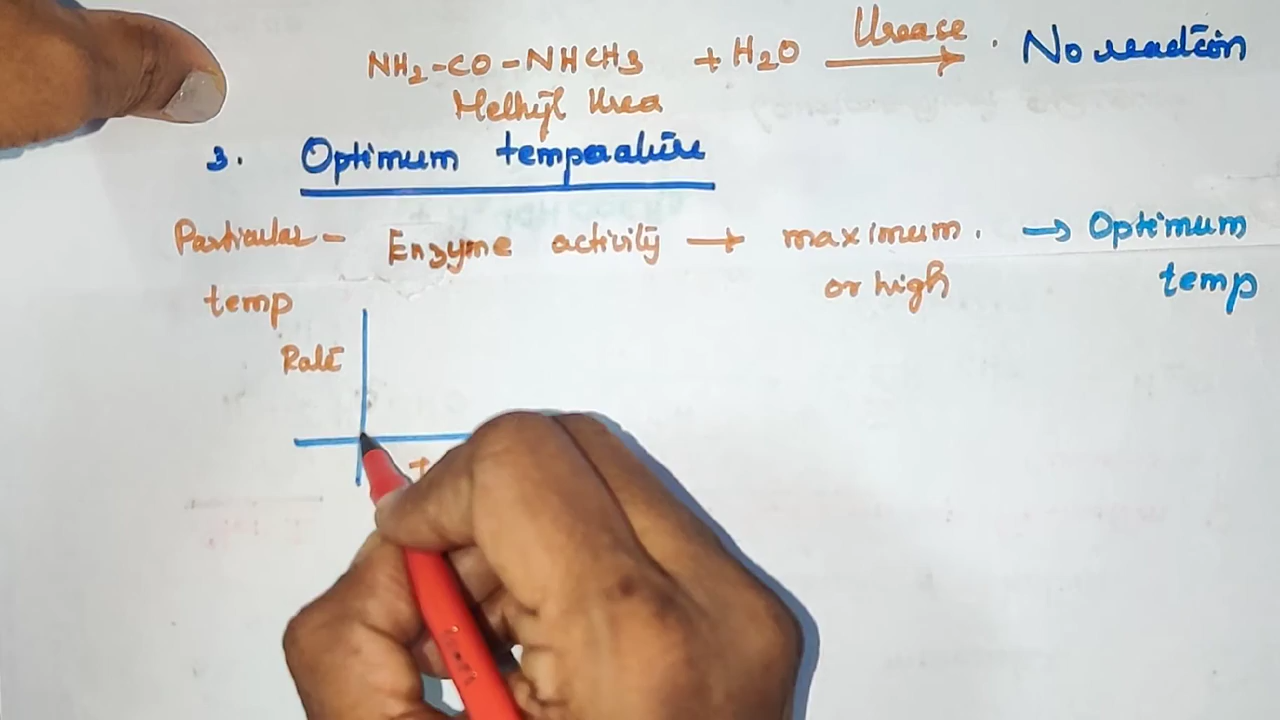 NH2-CO-NHCH3 + H2O Urease No reaction
Methyl Urea
3. Optimum temperature
Particular - Enzyme activity → maximum. → Optimum
temp or high temp
Rate